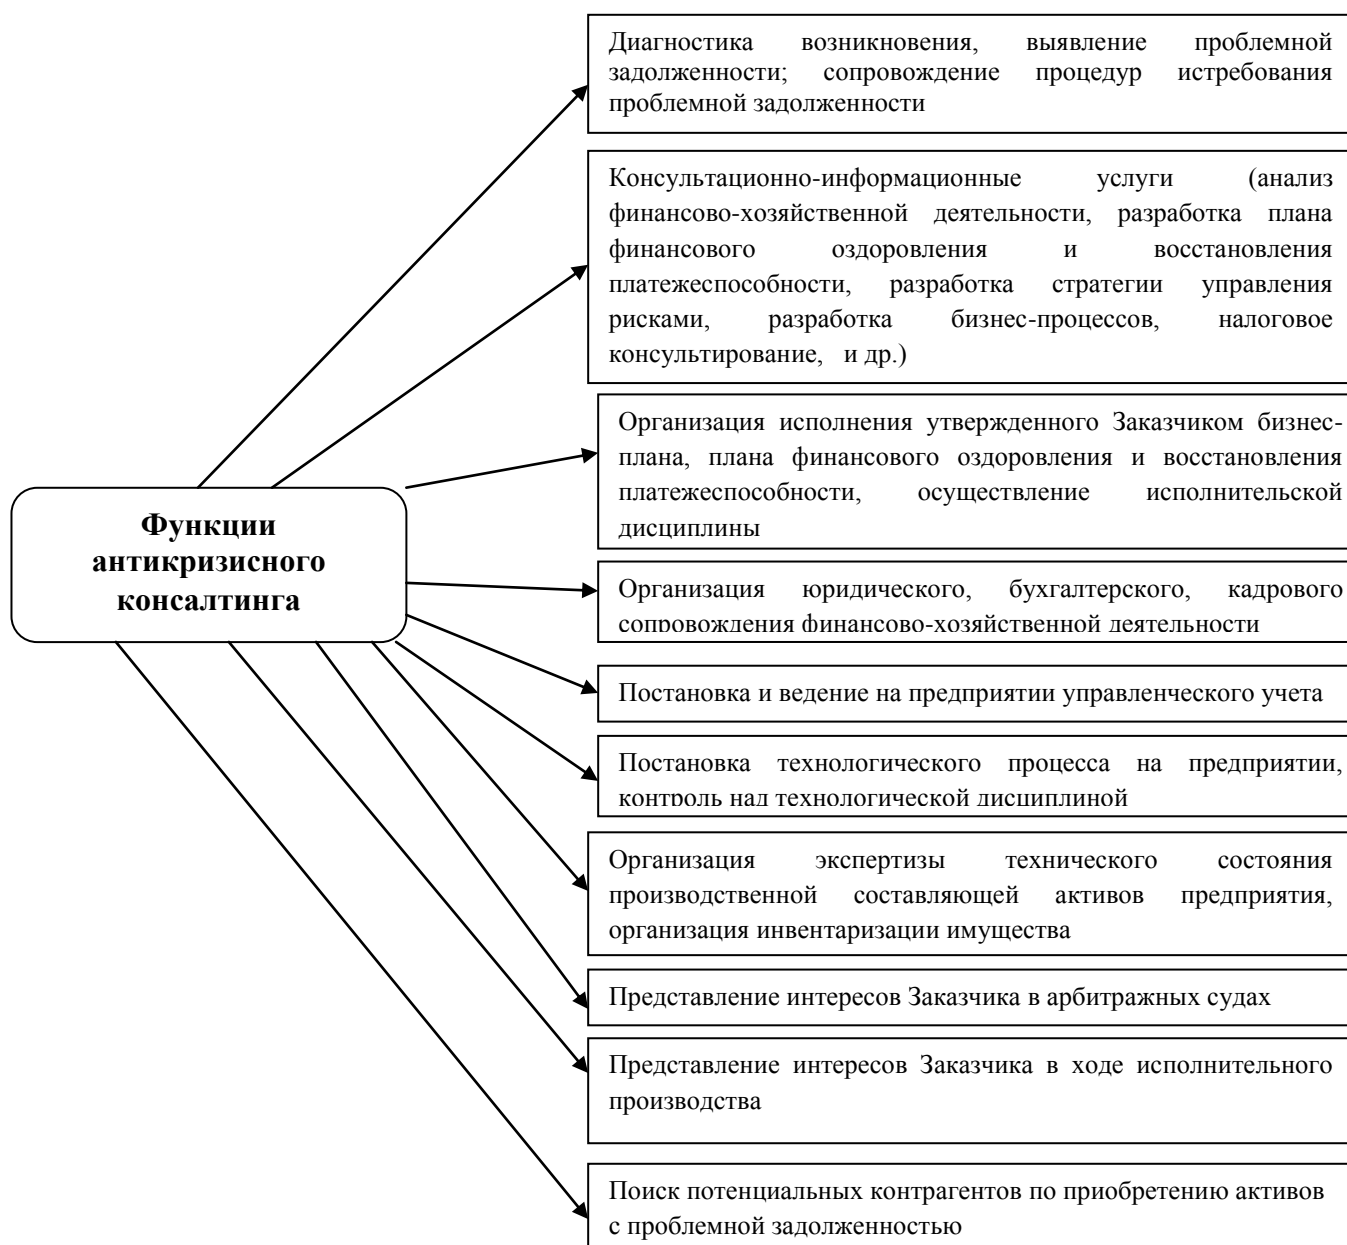 Диагностика возникновения, выявление проблемной
задолженности; сопровождение процедур истребования
проблемной задолженности
Консультационно-информационные услуги (анализ
финансово-хозяйственной деятельности, разработка плана
финансового оздоровления и восстановления
платежеспособности, разработка стратегии управления
рисками, разработка бизнес-процессов, налоговое
консультирование, и др.)
Организация исполнения утвержденного Заказчиком бизнес-
плана, плана финансового оздоровления и восстановления
платежеспособности, осуществление исполнительской
дисциплины
Функции
антикризисного
консалтинга
Организация юридического, бухгалтерского, кадрового
сопровождения финансово-хозяйственной деятельности
Постановка и ведение на предприятии управленческого учета
Постановка технологического процесса на предприятии,
контроль над технологической дисциплиной
Организация экспертизы технического состояния
производственной составляющей активов предприятия,
организация инвентаризации имущества
Представление интересов Заказчика в арбитражных судах
Представление интересов Заказчика в ходе исполнительного
производства
Поиск потенциальных контрагентов по приобретению активов
с проблемной задолженностью